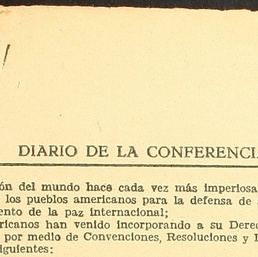 DIARIO DE LA CONFERENCIA
ón del mundo hace cada vez más imperiosa
los pueblos americanos para la defensa de
ento de la paz internacional;
ricanos han venido incorporando a su Derec
por medio de Convenciones, Resoluciones y
iguientes: